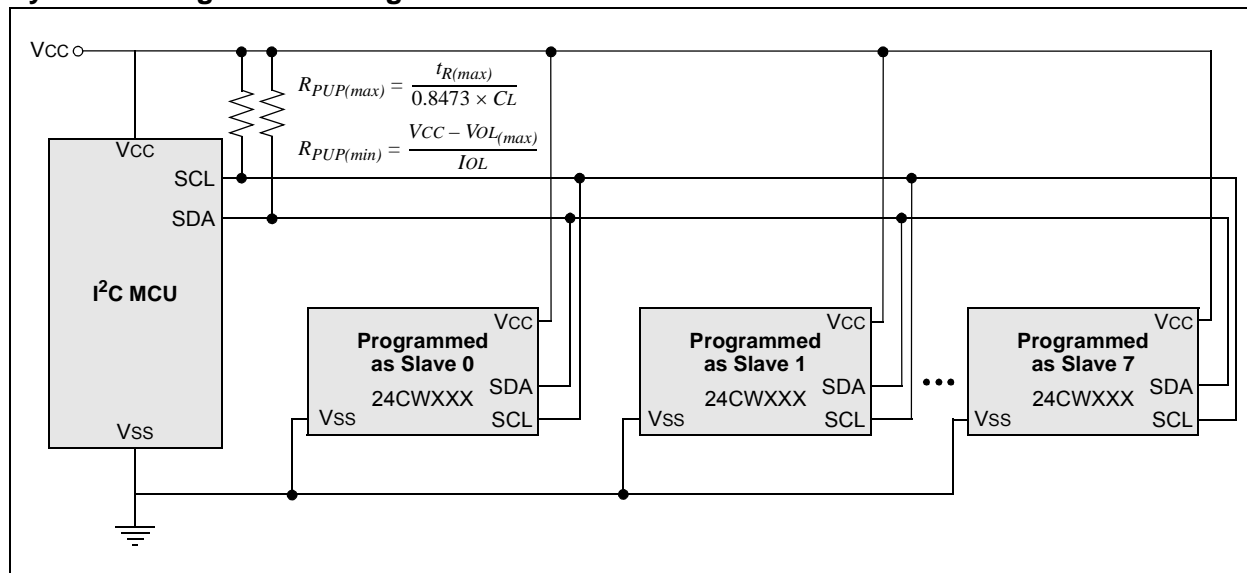 VCC
R_PUP(max) = t_R(max) / 0.8473 × CL
R_PUP(min) = VCC – VOL(max) / IOL
VCC
SCL
SDA
I²C MCU
VSS
Programmed
as Slave 0
24CWXXX
VCC
SDA
SCL
VSS
Programmed
as Slave 1
24CWXXX
VCC
SDA
SCL
VSS
•••
Programmed
as Slave 7
24CWXXX
VCC
SDA
SCL
VSS